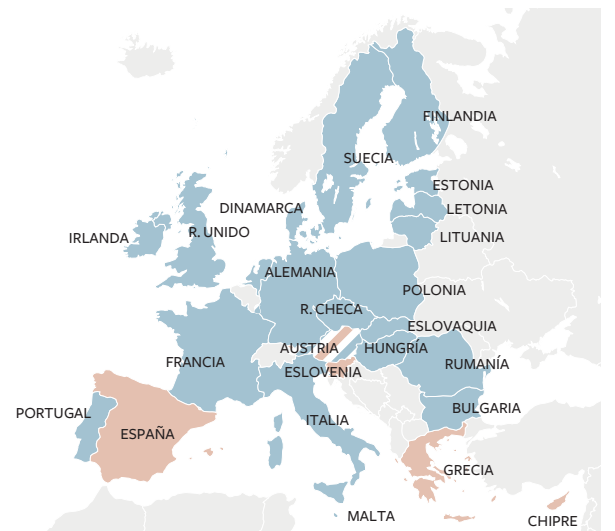 FINLANDIA
SUECIA
ESTONIA
DINAMARCA
LETONIA
R. UNIDO
IRLANDA
LITUANIA
ALEMANIA
POLONIA
R. CHECA
ESLOVAQUIA
AUSTRIA
HUNGRÍA
FRANCIA
RUMANÍA
ESLOVENIA
BULGARIA
PORTUGAL
ITALIA
ESPAÑA
GRECIA
MALTA
CHIPRE